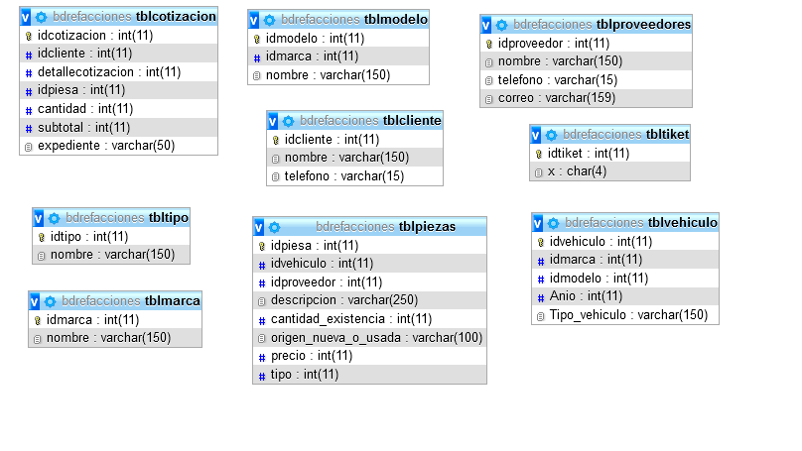 bdrefacciones tblcotizacion
idcotizacion : int(11)
idcliente : int(11)
detallecotizacion : int(11)
idpiesa : int(11)
cantidad : int(11)
subtotal : int(11)
expediente : varchar(50)
bdrefacciones tblmodelo
idmodelo : int(11)
idmarca : int(11)
nombre : varchar(150)
bdrefacciones tblproveedores
idproveedor : int(11)
nombre : varchar(150)
telefono : varchar(15)
correo : varchar(159)
bdrefacciones tblcliente
idcliente : int(11)
nombre : varchar(150)
telefono : varchar(15)
bdrefacciones tbltiket
idtiket : int(11)
x : char(4)
bdrefacciones tbltipo
idtipo : int(11)
nombre : varchar(150)
bdrefacciones tblpiezas
idpiesa : int(11)
idvehiculo : int(11)
idproveedor : int(11)
descripcion : varchar(250)
cantidad_existencia : int(11)
origen_nueva_o_usada : varchar(100)
precio : int(11)
tipo : int(11)
bdrefacciones tblvehiculo
idvehiculo : int(11)
idmarca : int(11)
idmodelo : int(11)
Anio : int(11)
Tipo_vehiculo : varchar(150)
bdrefacciones tblmarca
idmarca : int(11)
nombre : varchar(150)